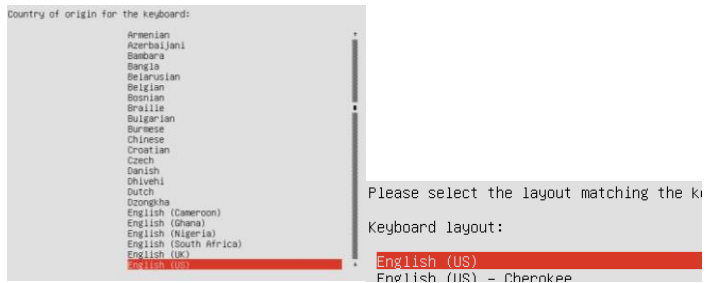 Country of origin for the keyboard:
Armenian
Azerbaijani
Bambara
Bangla
Belarusian
Belgian
Bosnian
Braille
Bulgarian
Burmese
Chinese
Croatian
Czech
Danish
Dhivehi
Dutch
Dzongkha
English (Cameroon)
English (Ghana)
English (Nigeria)
English (South Africa)
English (UK)
English (US)
Please select the layout matching the
Keyboard layout:
English (US)
English (US) - Cherokee